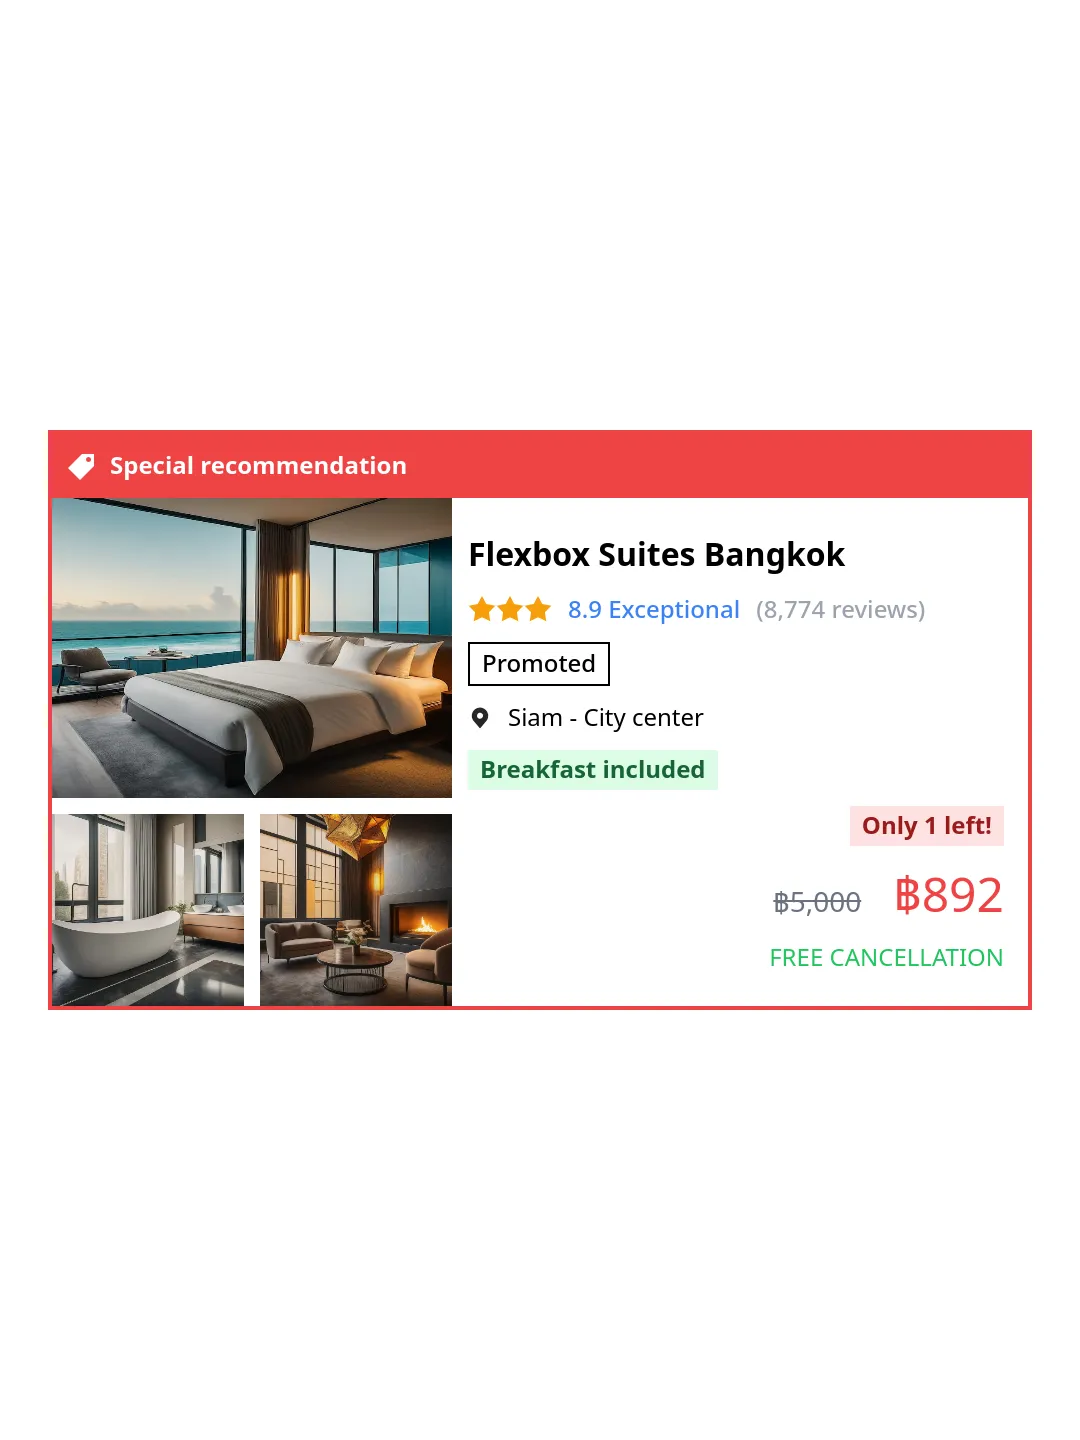 Special recommendation
Flexbox Suites Bangkok
8.9 Exceptional (8,774 reviews)
Promoted
Siam - City center
Breakfast included
Only 1 left!
฿5,000 ฿892
FREE CANCELLATION